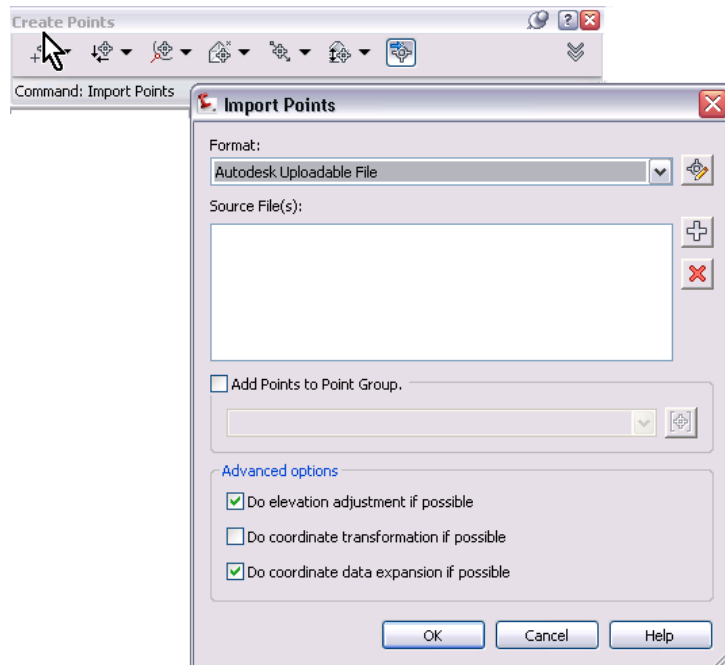 Create Points
Command: Import Points
Import Points
Format:
Autodesk Uploadable File
Source File(s):
Add Points to Point Group.
Advanced options
Do elevation adjustment if possible
Do coordinate transformation if possible
Do coordinate data expansion if possible
OK Cancel Help